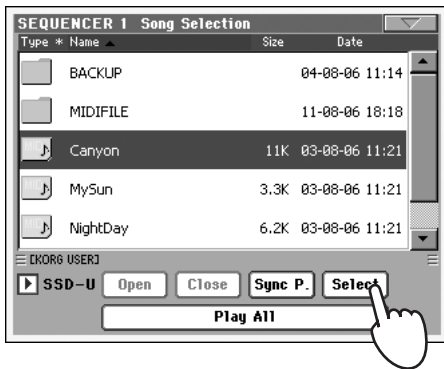 SEQUENCER 1 Song Selection
Type * Name Size Date
BACKUP 04-08-06 11:14
MIDIFILE 11-08-06 18:18
Canyon 11K 03-08-06 11:21
MySun 3.3K 03-08-06 11:21
NightDay 6.2K 03-08-06 11:21
[KORG USER]
SSD-U Open Close Sync P. Select
Play All